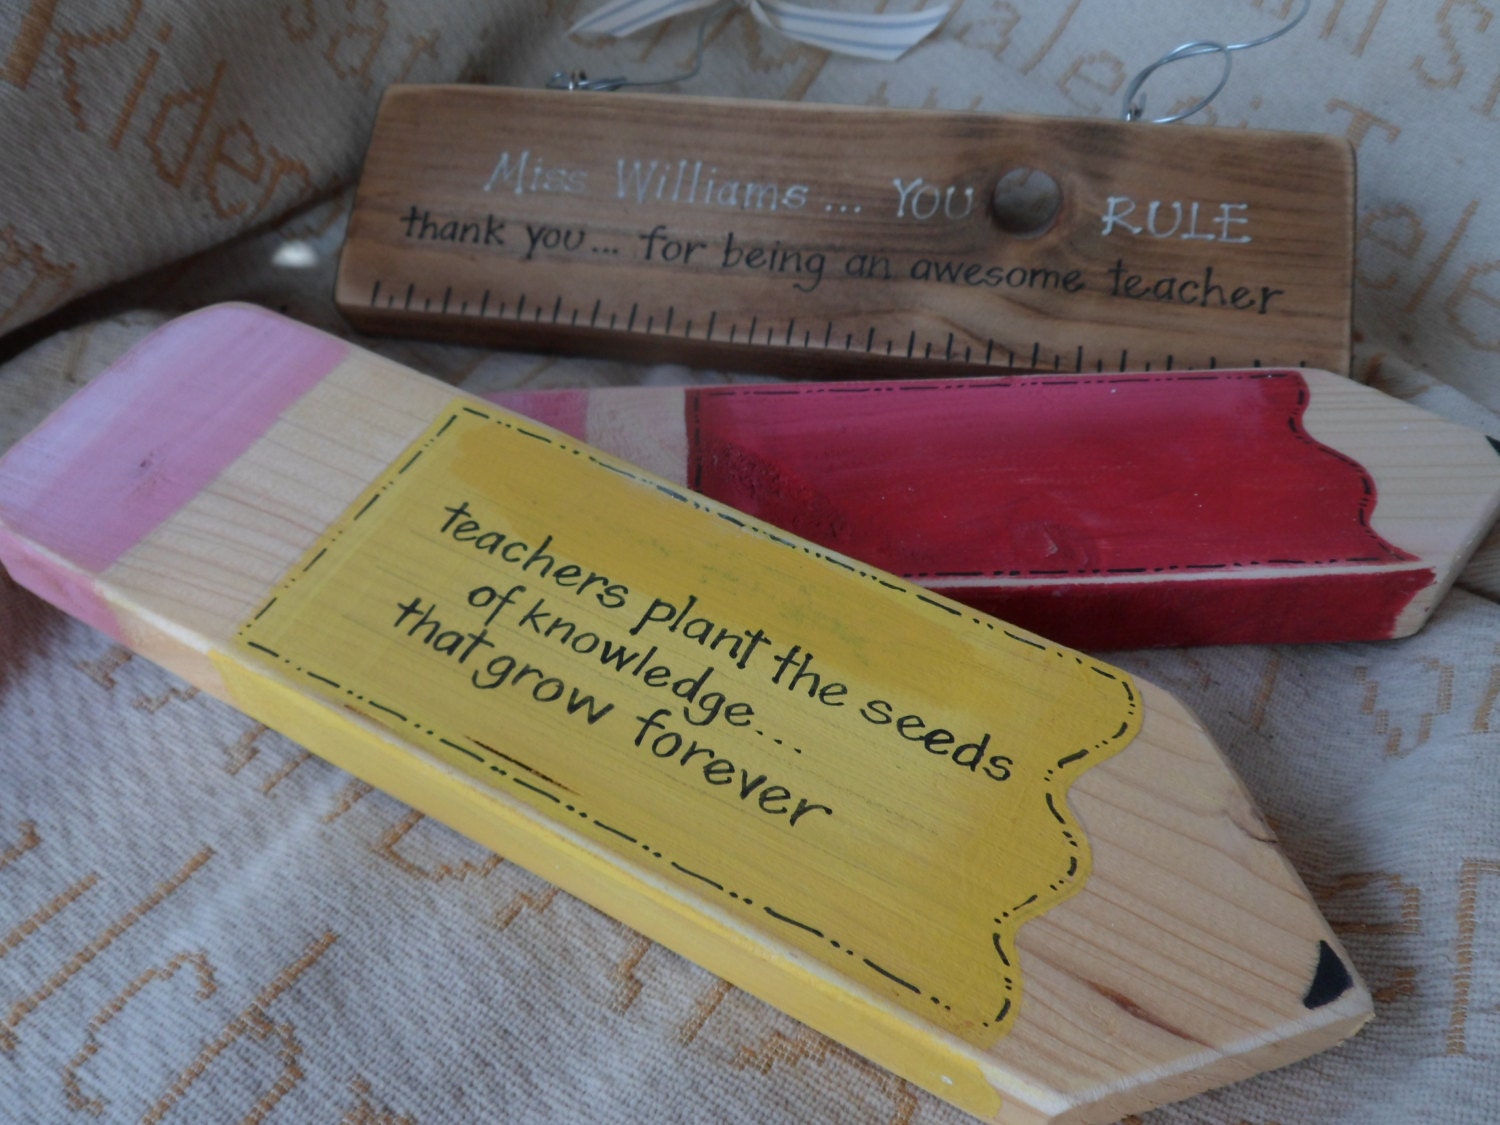 Miss Williams... YOU RULE
thank you... for being an awesome teacher
teachers plant the seeds
of knowledge...
that grow forever
Rider